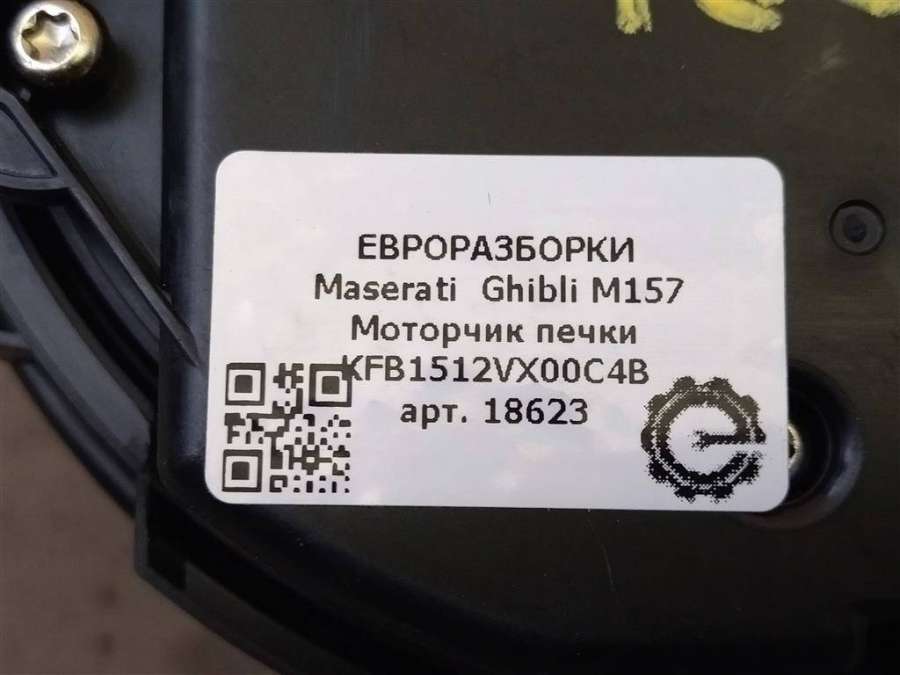 ЕВРОРАЗБОРКИ
Maserati Ghibli M157
Моторчик печки
KFB1512VX00C4B
арт. 18623